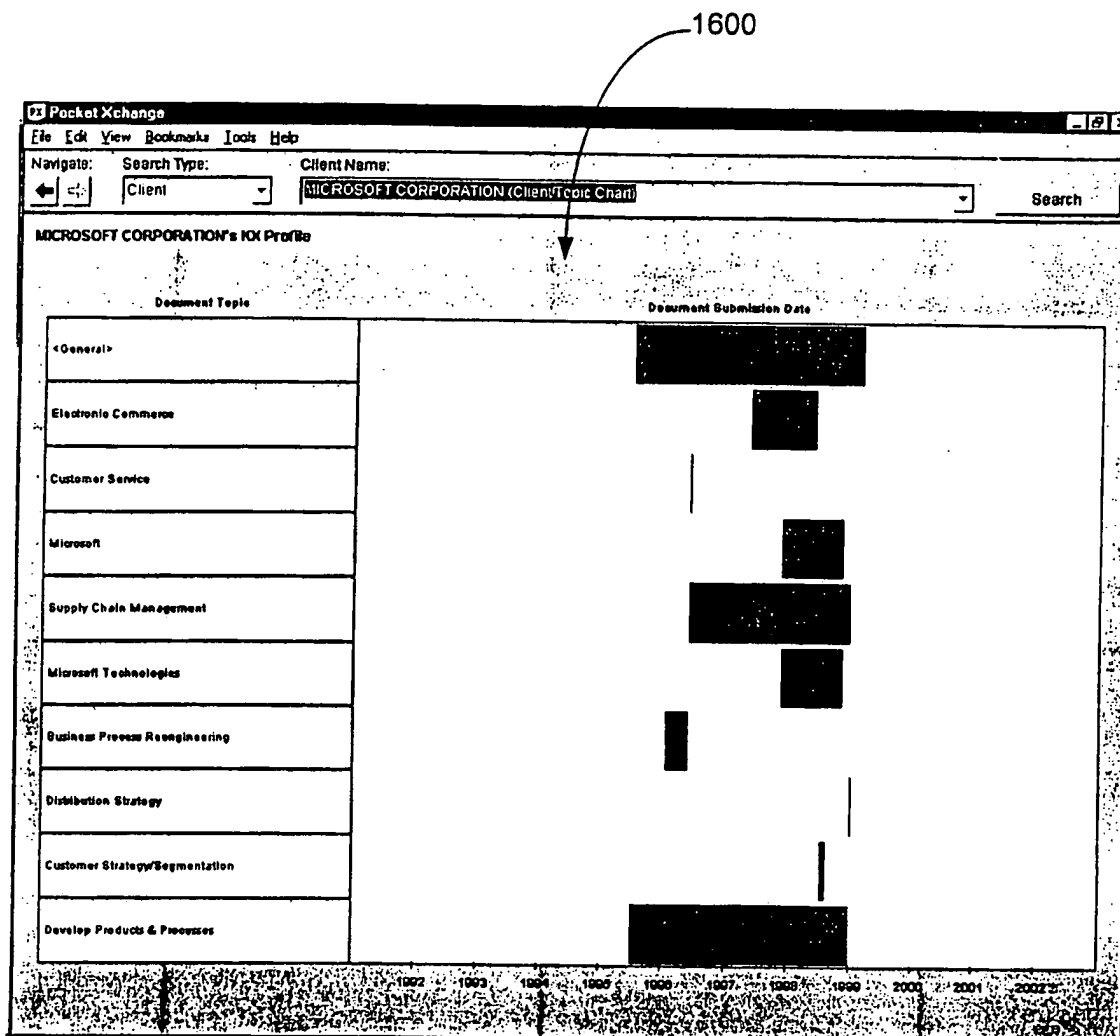 1600
Pocket Xchange
File Edit View Bookmarks Tools Help
Navigate: Search Type: Client Name:
Client MICROSOFT CORPORATION (Client/Topic Chart) Search
MICROSOFT CORPORATION's KX Profile
Document Topic Document Submission Date
<General>
Electronic Commerce
Customer Service
Microsoft
Supply Chain Management
Microsoft Technologies
Business Process Reengineering
Distribution Strategy
Customer Strategy/Segmentation
Develop Products & Processes
1992 1993 1994 1995 1996 1997 1998 1999 2000 2001 2002